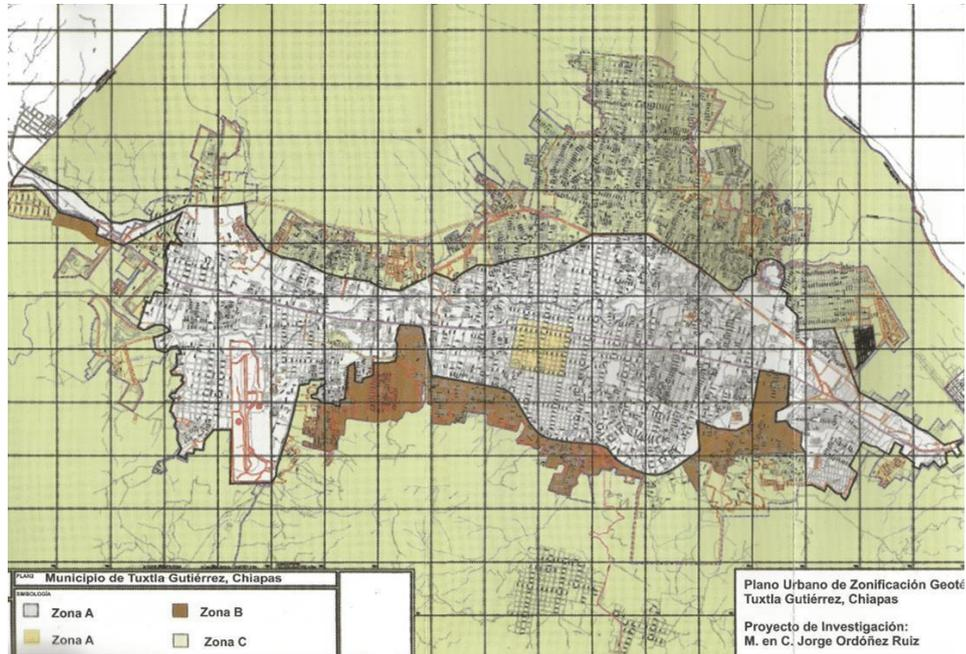 PLANO Municipio de Tuxtla Gutiérrez, Chiapas
SIMBOLOGÍA
Zona A
Zona B
Zona A
Zona C
Plano Urbano de Zonificación Geoté
Tuxtla Gutiérrez, Chiapas
Proyecto de Investigación:
M. en C. Jorge Ordóñez Ruiz